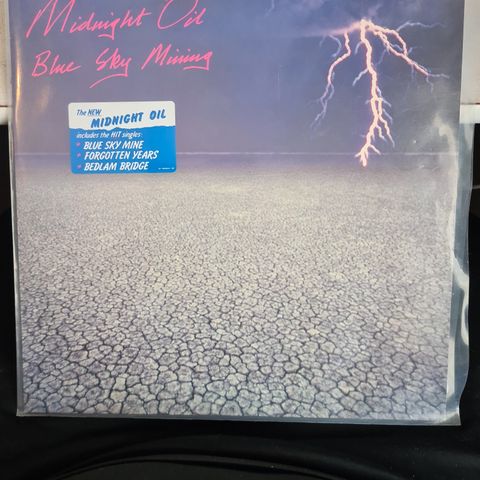 Midnight Oil
Blue Sky Mining
The NEW
MIDNIGHT OIL
includes the HIT singles:
* BLUE SKY MINE
* FORGOTTEN YEARS
* BEDLAM BRIDGE